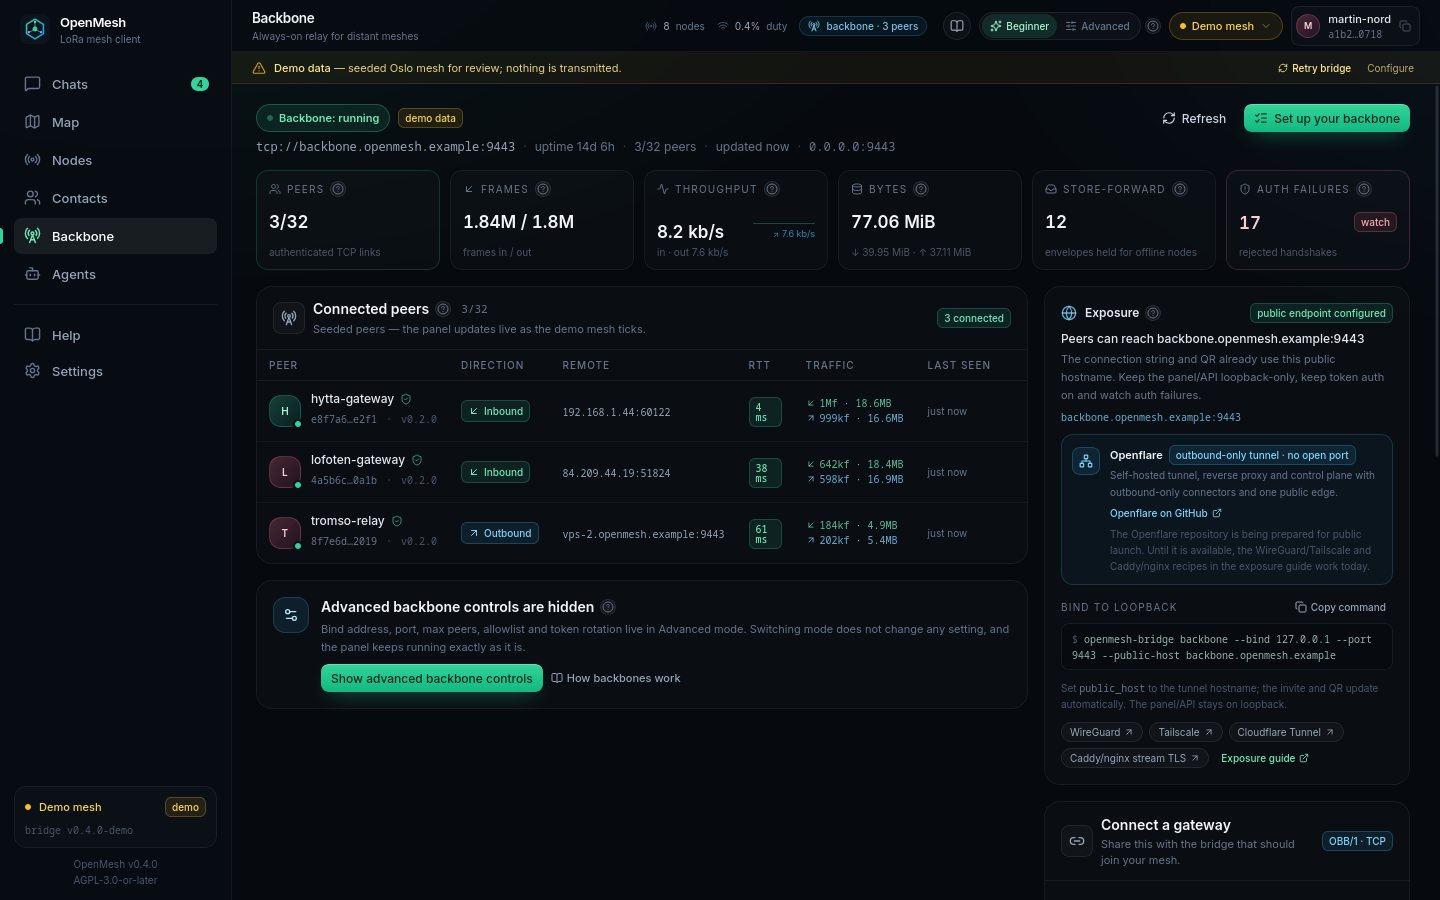 OpenMesh
LoRa mesh client
Chats
4
Map
Nodes
Contacts
Backbone
Agents
Help
Settings
Demo mesh
demo
bridge v0.4.0-demo
OpenMesh v0.4.0
AGPL-3.0-or-later
Backbone
Always-on relay for distant meshes
8 nodes
0.4% duty
backbone · 3 peers
Beginner
Advanced
Demo mesh
M
martin-nord
a1b2…0718
Demo data — seeded Oslo mesh for review; nothing is transmitted.
Retry bridge
Configure
Backbone: running
demo data
Refresh
Set up your backbone
tcp://backbone.openmesh.example:9443 · uptime 14d 6h · 3/32 peers · updated now · 0.0.0.0:9443
PEERS
3/32
authenticated TCP links
FRAMES
1.84M / 1.8M
frames in / out
THROUGHPUT
8.2 kb/s
↗ 7.6 kb/s
in · out 7.6 kb/s
BYTES
77.06 MiB
↓ 39.95 MiB · ↑ 37.11 MiB
STORE-FORWARD
12
envelopes held for offline nodes
AUTH FAILURES
17
watch
rejected handshakes
Connected peers
3/32
Seeded peers — the panel updates live as the demo mesh ticks.
3 connected
PEER DIRECTION REMOTE RTT TRAFFIC LAST SEEN
H
hytta-gateway
e8f7a6…e2f1 · v0.2.0
Inbound
192.168.1.44:60122
4
ms
↙ 1Mf · 18.6MB
↗ 999kf · 16.6MB
just now
L
lofoten-gateway
4a5b6c…0a1b · v0.2.0
Inbound
84.209.44.19:51824
38
ms
↙ 642kf · 18.4MB
↗ 598kf · 16.9MB
just now
T
tromso-relay
8f7e6d…2019 · v0.2.0
Outbound
vps-2.openmesh.example:9443
61
ms
↙ 184kf · 4.9MB
↗ 202kf · 5.4MB
just now
Advanced backbone controls are hidden
Bind address, port, max peers, allowlist and token rotation live in Advanced mode. Switching mode does not change any setting, and
the panel keeps running exactly as it is.
Show advanced backbone controls
How backbones work
Exposure
public endpoint configured
Peers can reach backbone.openmesh.example:9443
The connection string and QR already use this public
hostname. Keep the panel/API loopback-only, keep token auth
on and watch auth failures.
backbone.openmesh.example:9443
Openflare
outbound-only tunnel · no open port
Self-hosted tunnel, reverse proxy and control plane with
outbound-only connectors and one public edge.
Openflare on GitHub
The Openflare repository is being prepared for public
launch. Until it is available, the WireGuard/Tailscale and
Caddy/nginx recipes in the exposure guide work today.
BIND TO LOOPBACK
Copy command
$ openmesh-bridge backbone --bind 127.0.0.1 --port
9443 --public-host backbone.openmesh.example
Set public_host to the tunnel hostname; the invite and QR update
automatically. The panel/API stays on loopback.
WireGuard ↗
Tailscale ↗
Cloudflare Tunnel ↗
Caddy/nginx stream TLS ↗
Exposure guide
Connect a gateway
Share this with the bridge that should
join your mesh.
OBB/1 · TCP